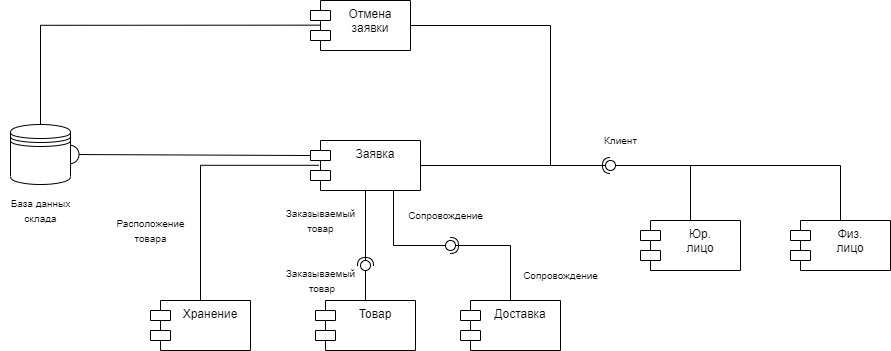 Отмена
заявки
Клиент
Заявка
База данных
склада
Расположение
товара
Заказываемый
товар
Сопровождение
Юр.
лицо
Физ.
лицо
Заказываемый
товар
Сопровождение
Хранение
Товар
Доставка